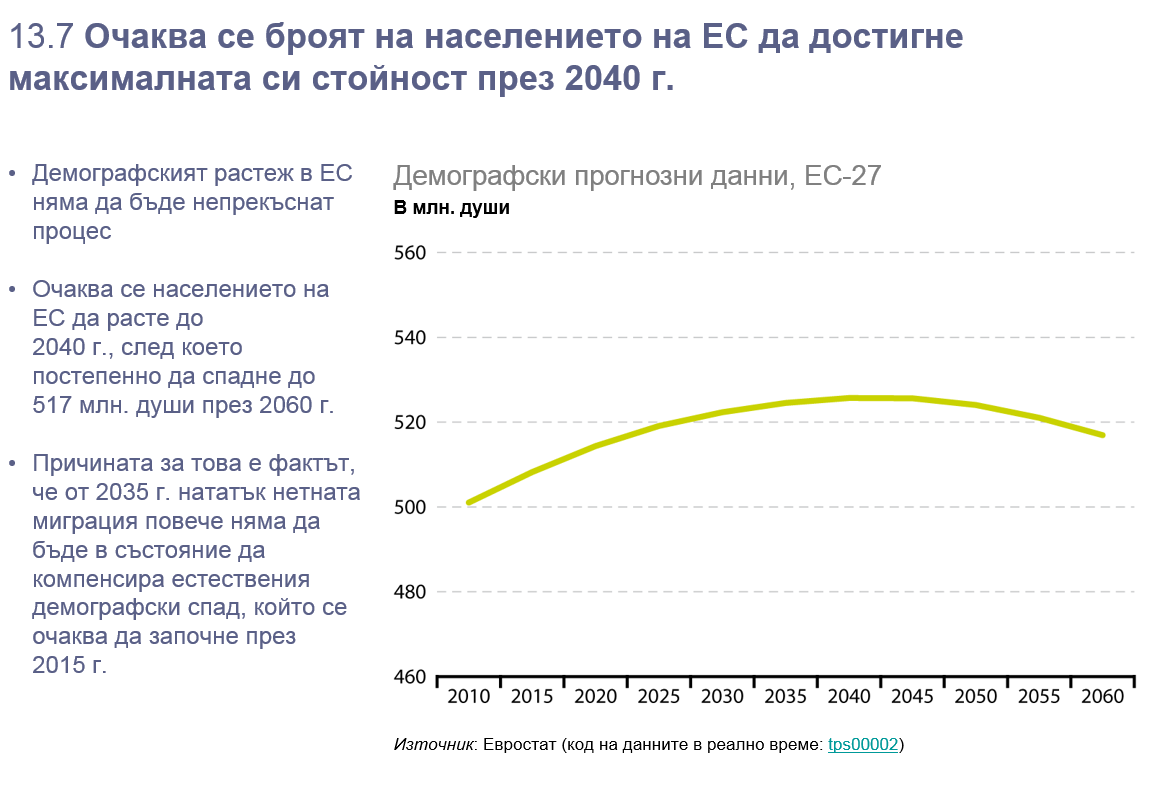 13.7 Очаква се броят на населението на ЕС да достигне
максималната си стойност през 2040 г.
• Демографският растеж в ЕС
няма да бъде непрекъснат
процес
• Очаква се населението на
ЕС да расте до
2040 г., след което
постепенно да спадне до
517 млн. души през 2060 г.
• Причината за това е фактът,
че от 2035 г. нататък нетната
миграция повече няма да
бъде в състояние да
компенсира естествения
демографски спад, който се
очаква да започне през
2015 г.
Демографски прогнозни данни, ЕС-27
В млн. души
560
540
520
500
480
460
2010 2015 2020 2025 2030 2035 2040 2045 2050 2055 2060
Източник: Евростат (код на данните в реално време: tps00002)